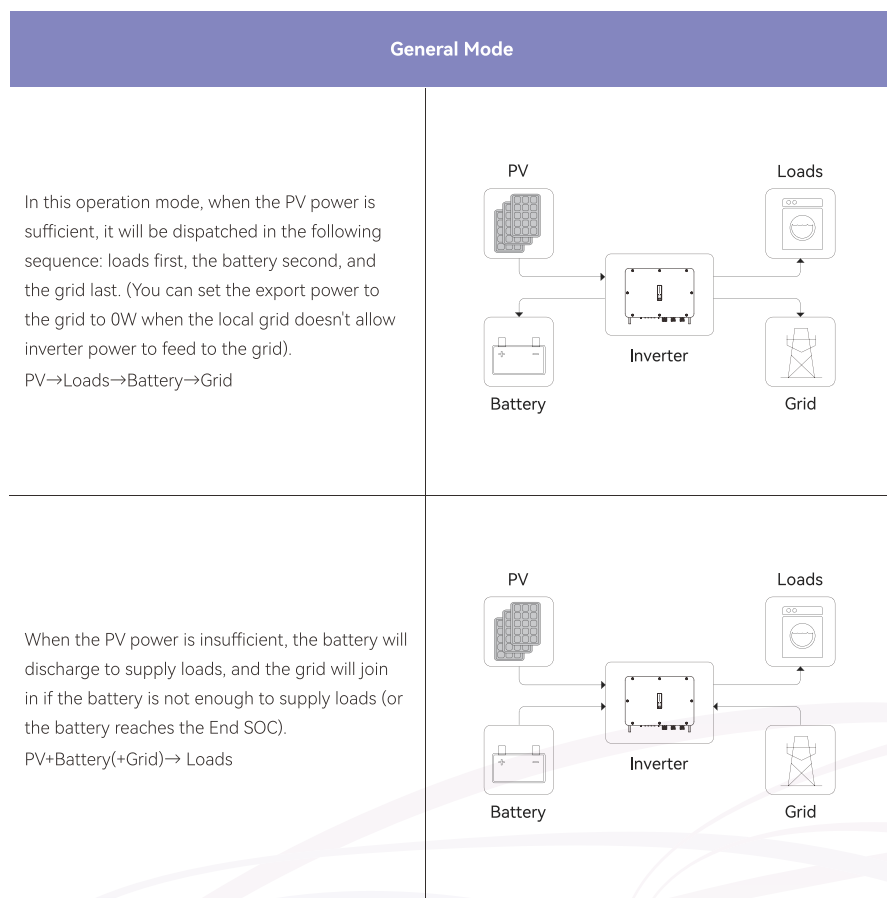 General Mode
In this operation mode, when the PV power is
sufficient, it will be dispatched in the following
sequence: loads first, the battery second, and
the grid last. (You can set the export power to
the grid to 0W when the local grid doesn't allow
inverter power to feed to the grid).
PV→Loads→Battery→Grid
PV
Loads
Inverter
Battery
Grid
When the PV power is insufficient, the battery will
discharge to supply loads, and the grid will join
in if the battery is not enough to supply loads (or
the battery reaches the End SOC).
PV+Battery(+Grid)→ Loads
PV
Loads
Inverter
Battery
Grid